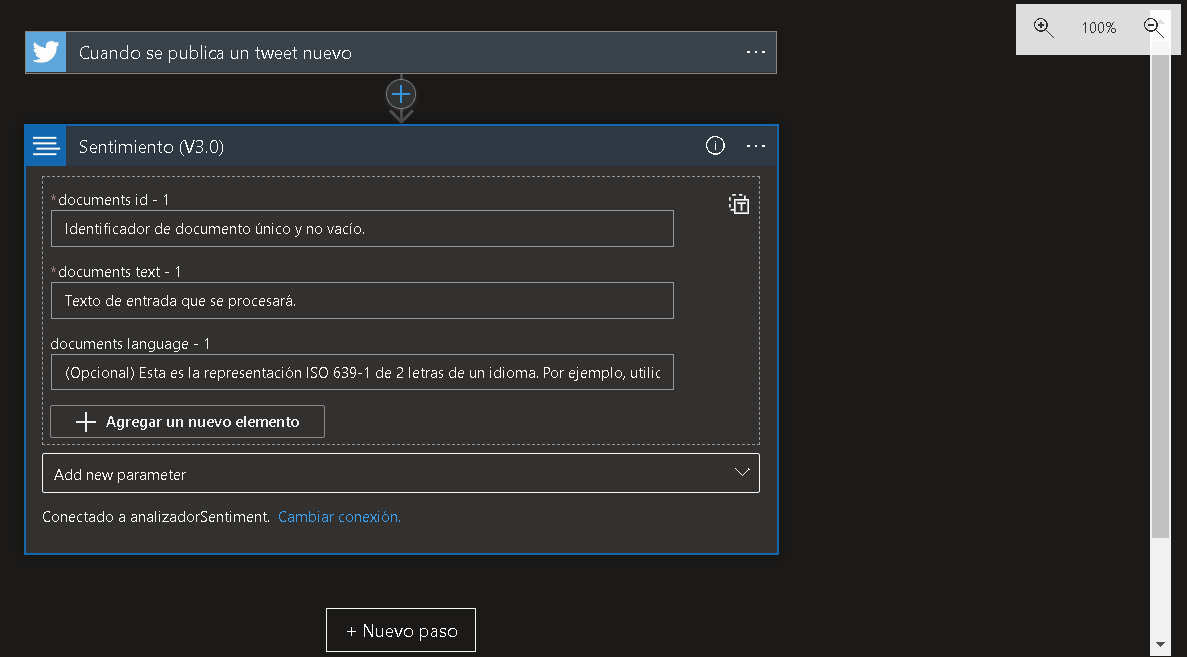 Cuando se publica un tweet nuevo
100%
Sentimiento (V3.0)
*documents id - 1
Identificador de documento único y no vacío.
*documents text - 1
Texto de entrada que se procesará.
documents language - 1
(Opcional) Esta es la representación ISO 639-1 de 2 letras de un idioma. Por ejemplo, utilic
Agregar un nuevo elemento
Add new parameter
Conectado a analizadorSentiment. Cambiar conexión.
+ Nuevo paso